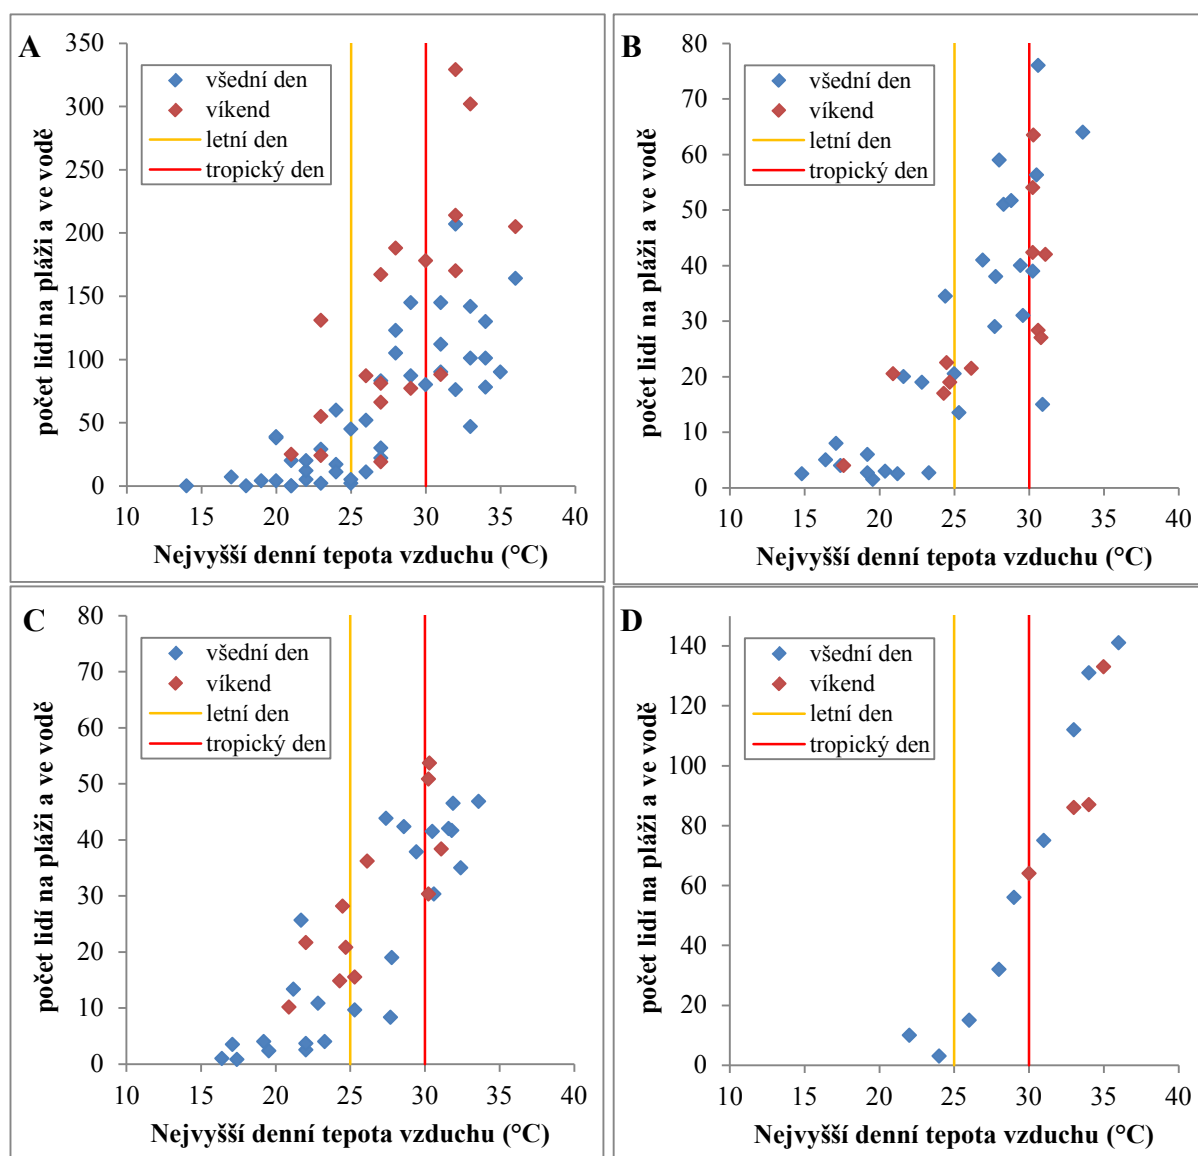 A
350
300
250
200
150
100
50
0
10 15 20 25 30 35 40
počet lidí na pláži a ve vodě
Nejvyšší denní tepota vzduchu (°C)
všední den
víkend
letní den
tropický den
B
80
70
60
50
40
30
20
10
0
10 15 20 25 30 35 40
počet lidí na pláži a ve vodě
Nejvyšší denní tepota vzduchu (°C)
všední den
víkend
letní den
tropický den
C
80
70
60
50
40
30
20
10
0
10 15 20 25 30 35 40
počet lidí na pláži a ve vodě
Nejvyšší denní tepota vzduchu (°C)
všední den
víkend
letní den
tropický den
D
140
120
100
80
60
40
20
0
10 15 20 25 30 35 40
počet lidí na pláži a ve vodě
Nejvyšší denní tepota vzduchu (°C)
všední den
víkend
letní den
tropický den